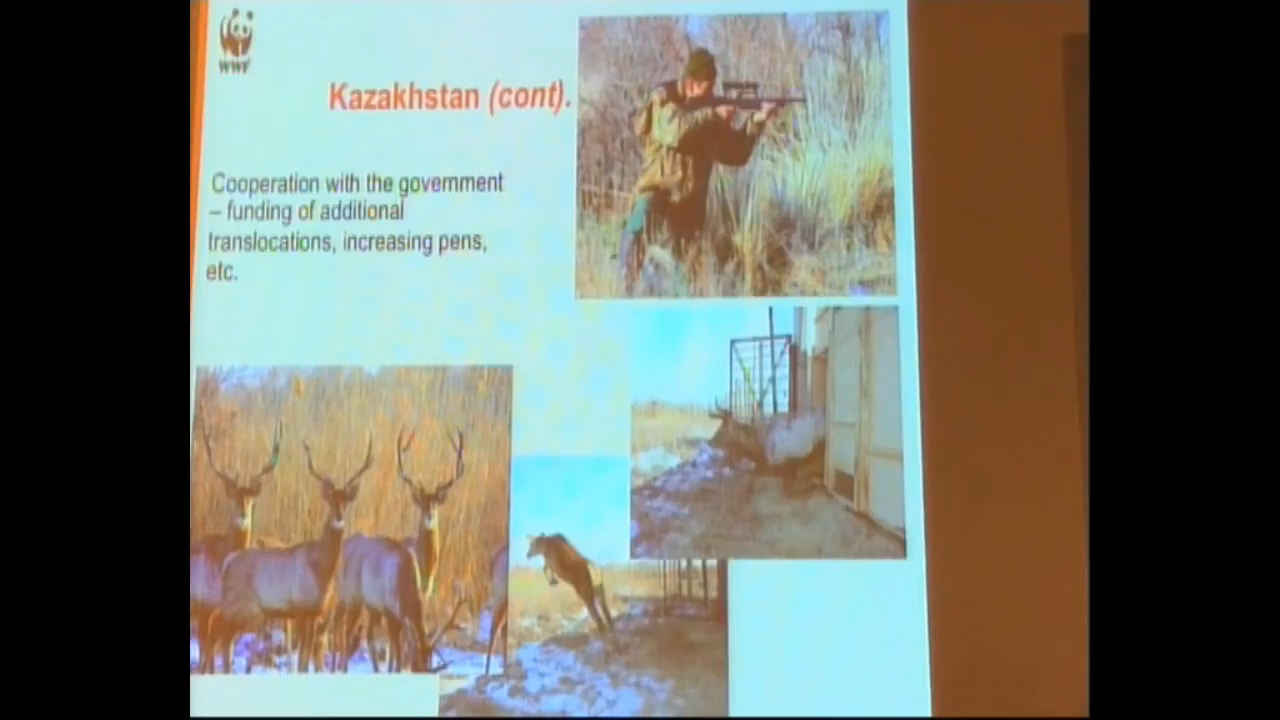 WWF
Kazakhstan (cont).
Cooperation with the government
– funding of additional
translocations, increasing pens,
etc.